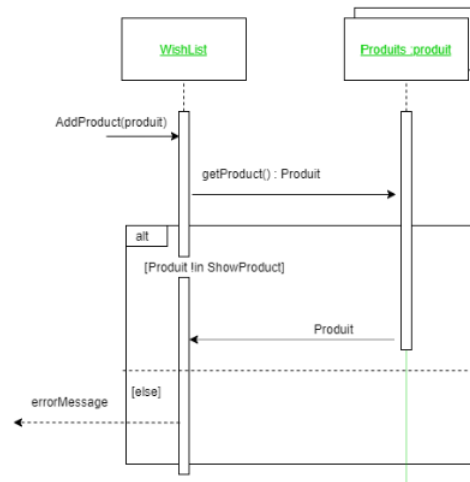 WishList
Produits :produit
AddProduct(produit)
getProduct() : Produit
alt
[Produit !in ShowProduct]
Produit
[else]
errorMessage